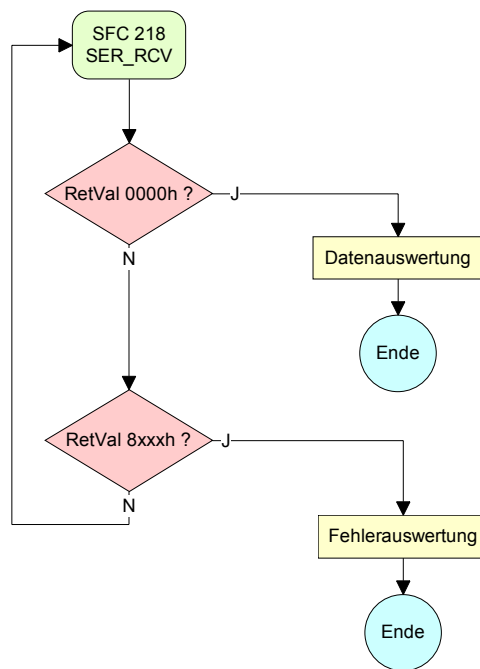 SFC 218
SER_RCV
RetVal 0000h ?
J
N
Datenauswertung
Ende
RetVal 8xxxh ?
J
N
Fehlerauswertung
Ende